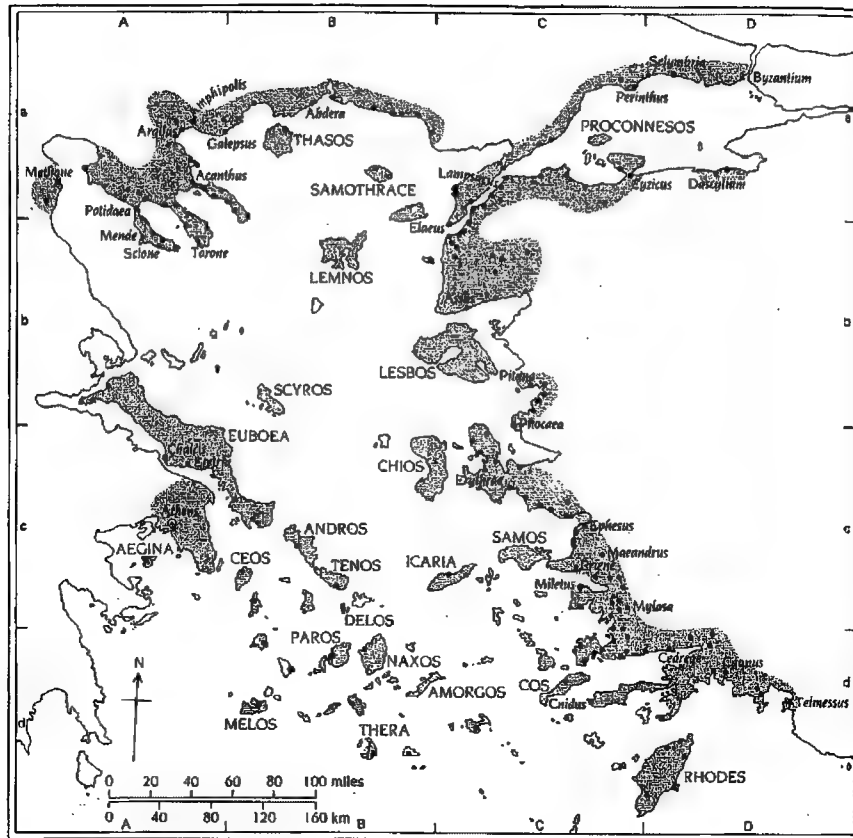 A B C D
Selymbria
Byzantium
Amphipolis
Perinthus
Abdera
a
a
Galepsus
THASOS
PROCONNESOS
Methone
Acanthus
SAMOTHRACE
Cyzicus
Dascylium
Potidaea
Elaeus
Mende
Scione
Torone
LEMNOS
b
b
LESBOS
Pitane
SCYROS
Phocaea
EUBOEA
Chalcis
CHIOS
Erythrae
Athens
c
c
ANDROS
Ephesus
AEGINA
CEOS
TENOS
ICARIA
SAMOS
Maeandrus
Priene
Miletus
DELOS
Mylasa
PAROS
N
NAXOS
Cedreae
d
d
AMORGOS
COS
Cnidus
MELOS
Telmessus
THERA
0 20 40 60 80 100 miles
RHODES
0 40 80 120 160 km
A B C D